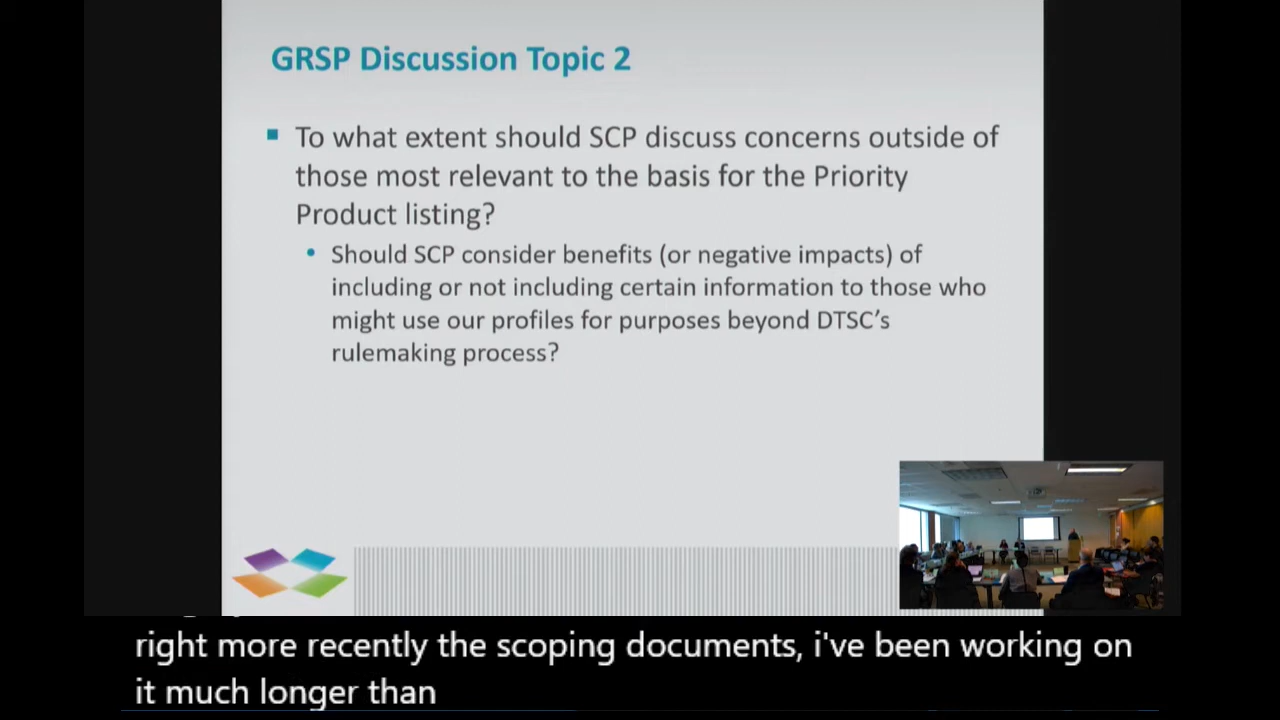 GRSP Discussion Topic 2
To what extent should SCP discuss concerns outside of
those most relevant to the basis for the Priority
Product listing?
Should SCP consider benefits (or negative impacts) of
including or not including certain information to those who
might use our profiles for purposes beyond DTSC's
rulemaking process?
right more recently the scoping documents, i've been working on
it much longer than